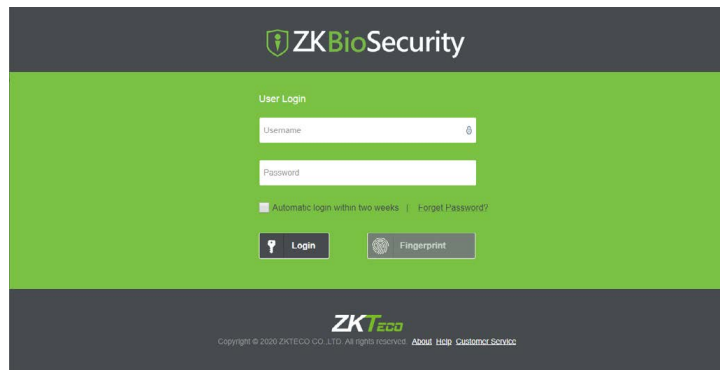 ZKBioSecurity
User Login
Username
Password
Automatic login within two weeks | Forget Password?
Login Fingerprint
ZKTECO
Copyright © 2020 ZKTECO CO.,LTD. All rights reserved. About Help Customer Service